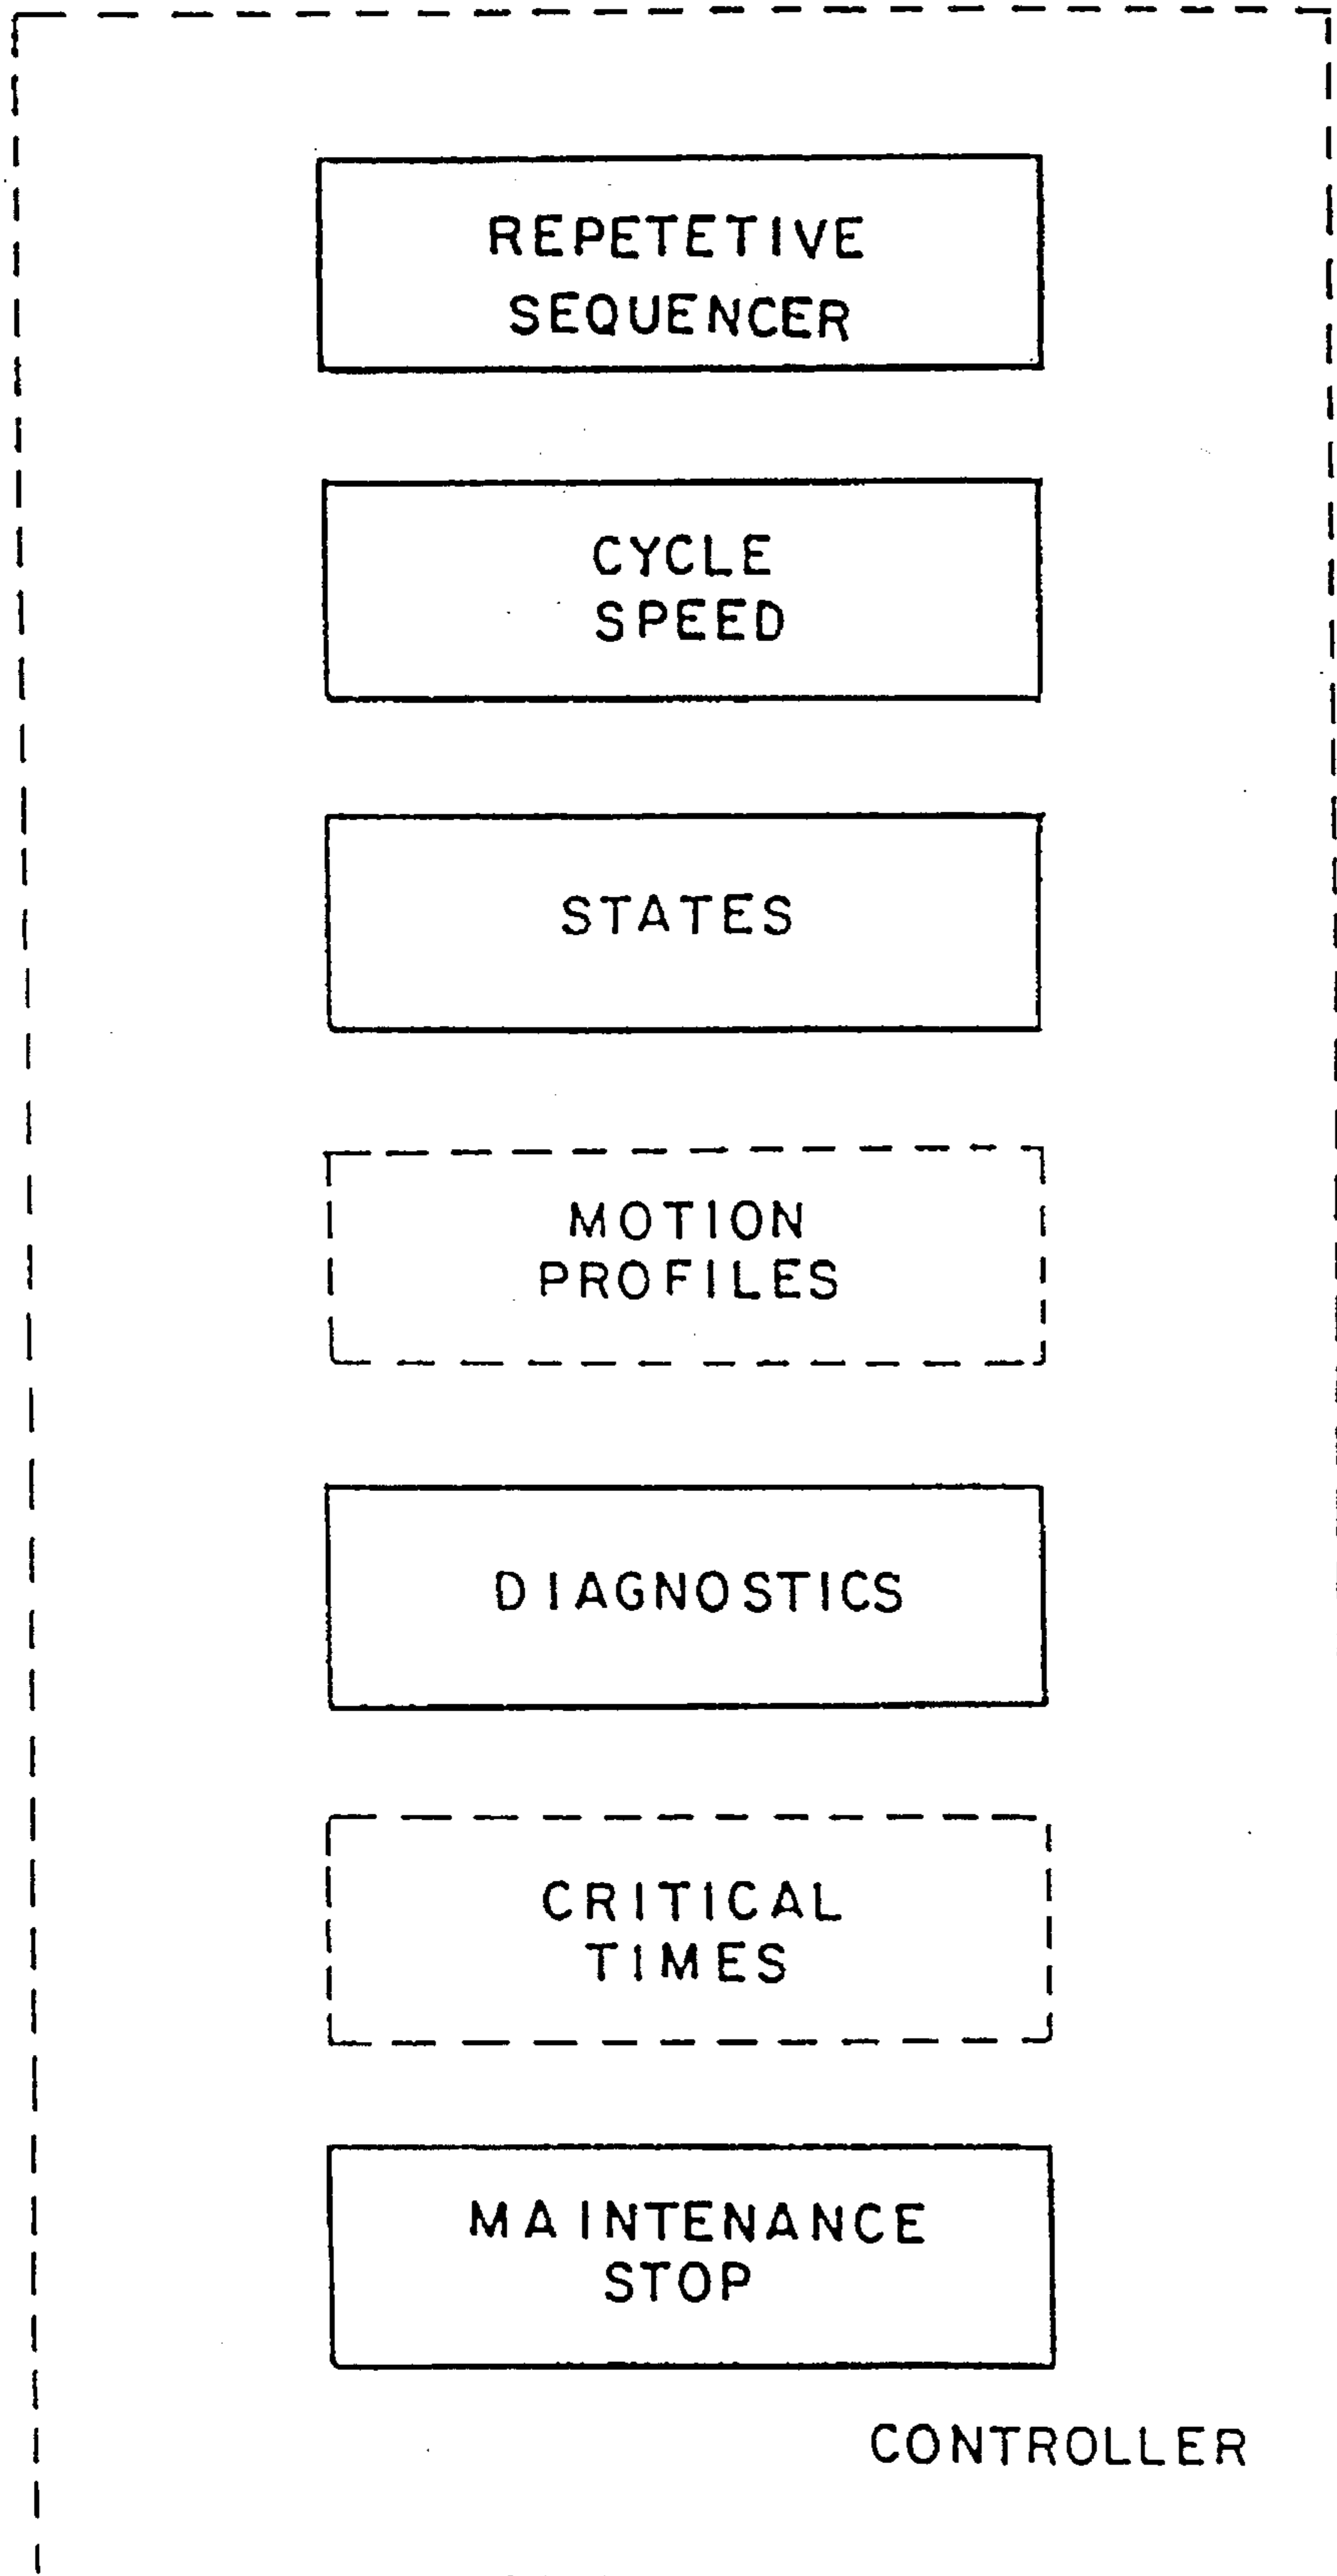 REPETETIVE
SEQUENCER
CYCLE
SPEED
STATES
MOTION
PROFILES
DIAGNOSTICS
CRITICAL
TIMES
MAINTENANCE
STOP
CONTROLLER